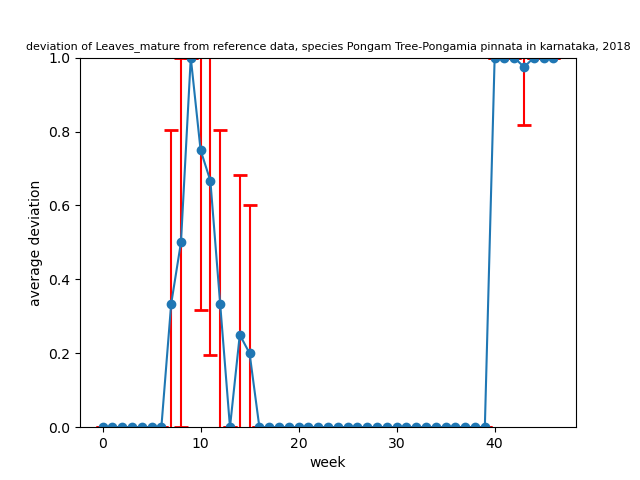 deviation of Leaves_mature from reference data, species Pongam Tree-Pongamia pinnata in karnataka, 2018
1.0
0.8
0.6
0.4
0.2
0.0
average deviation
0 10 20 30 40
week